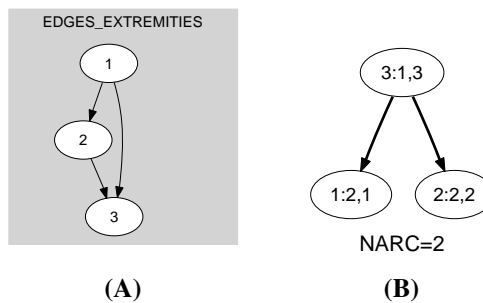 EDGES_EXTREMITIES
1
2
3
3:1,3
1:2,1
2:2,2
NARC=2
(A)
(B)